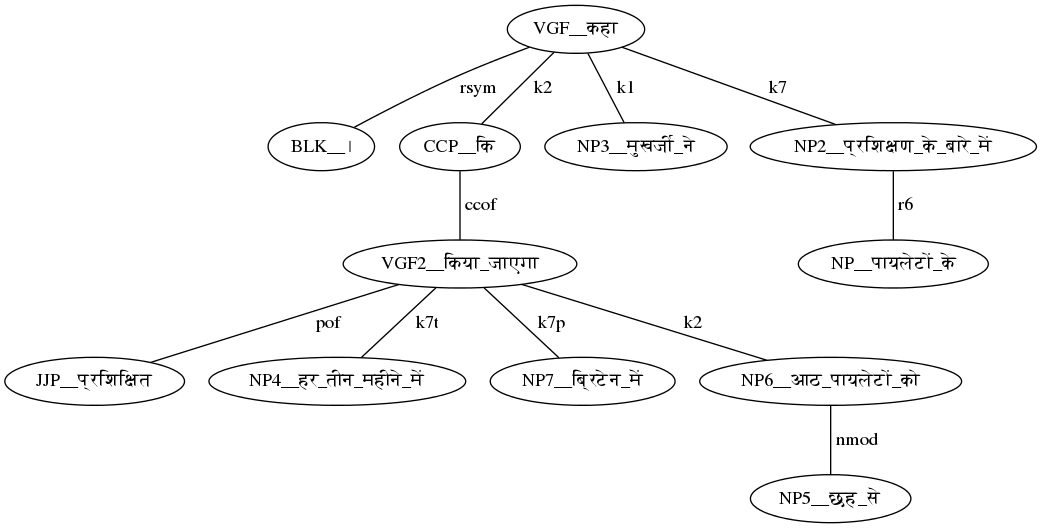 VGF__कहा
rsym k2 k1 k7
BLK__। CCP__कि NP3__मुखर्जी_ने NP2__प्रशिक्षण_के_बारे_में
ccof r6
VGF2__किया_जाएगा NP__पायलेटों_के
pof k7t k7p k2
JJP__प्रशिक्षित NP4__हर_तीन_महीने_में NP7__ब्रिटेन_में NP6__आठ_पायलेटों_को
nmod
NP5__छह_से